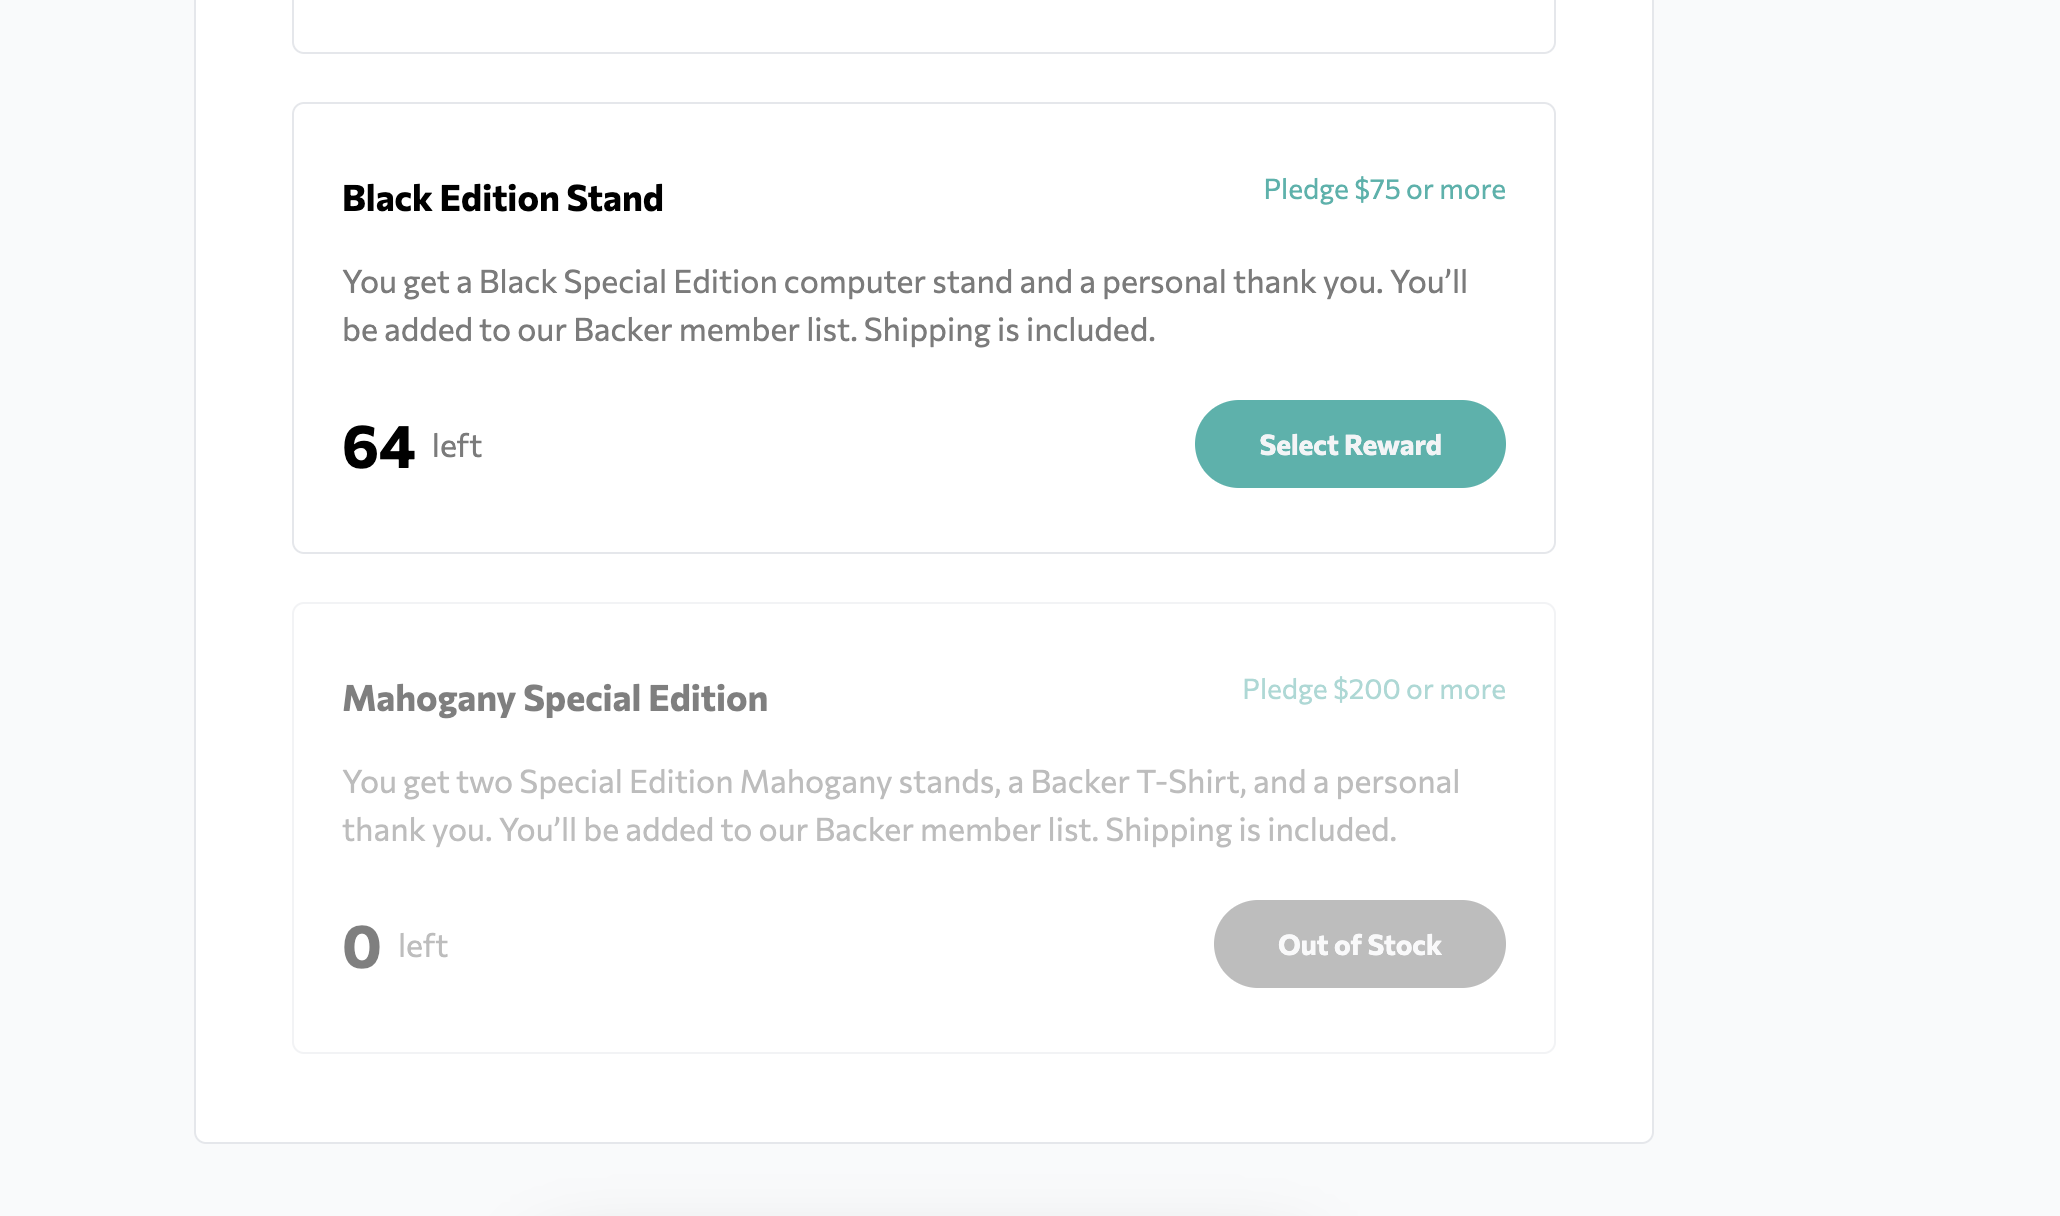 Black Edition Stand
Pledge $75 or more
You get a Black Special Edition computer stand and a personal thank you. You’ll
be added to our Backer member list. Shipping is included.
64 left
Select Reward
Mahogany Special Edition
Pledge $200 or more
You get two Special Edition Mahogany stands, a Backer T-Shirt, and a personal
thank you. You’ll be added to our Backer member list. Shipping is included.
0 left
Out of Stock